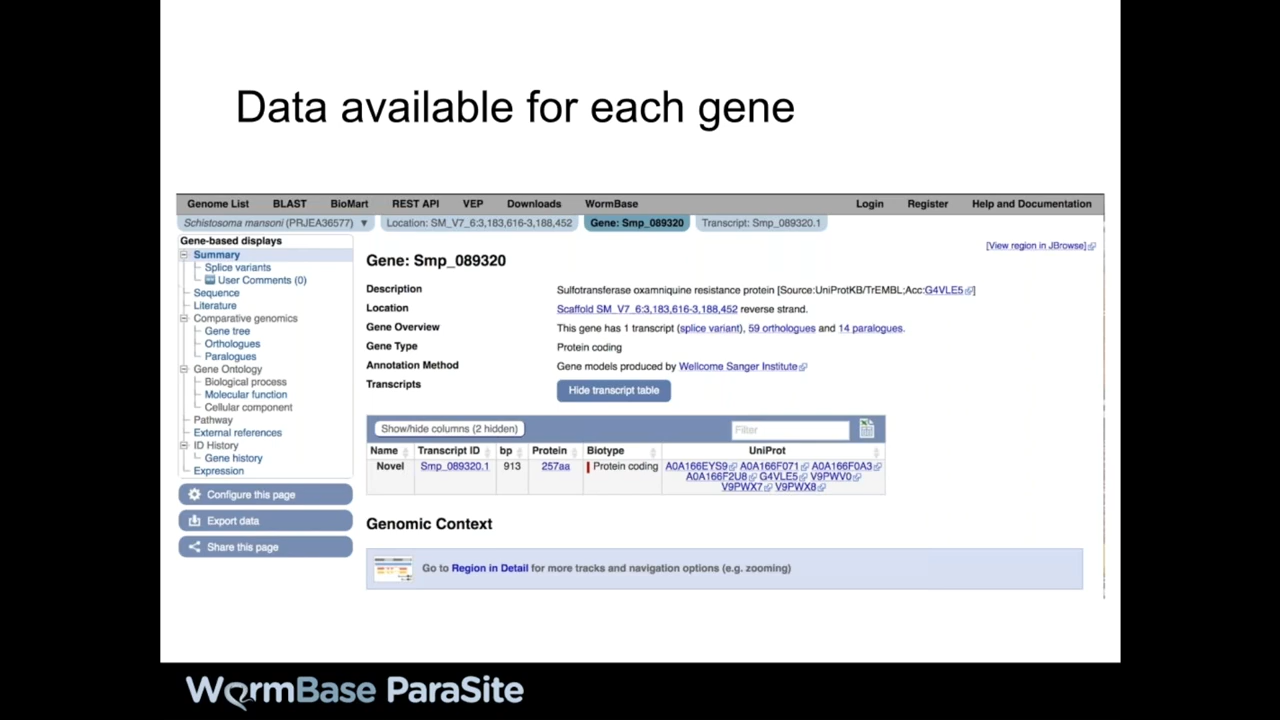 Data available for each gene
Genome List BLAST BioMart REST API VEP Downloads WormBase Login Register Help and Documentation
Schistosoma mansoni (PRJEA36577) ▼ Location: SM_V7_6:3,183,616-3,188,452 Gene: Smp_089320 Transcript: Smp_089320.1
Gene-based displays
Summary
Splice variants
User Comments (0)
Sequence
Literature
Comparative genomics
Gene tree
Orthologues
Paralogues
Gene Ontology
Biological process
Molecular function
Cellular component
Pathway
External references
ID History
Gene history
Expression
Configure this page
Export data
Share this page
[View region in JBrowse]
Gene: Smp_089320
Description Sulfotransferase oxamniquine resistance protein [Source:UniProtKB/TrEMBL;Acc:G4VLE5]
Location Scaffold SM_V7_6:3,183,616-3,188,452 reverse strand.
Gene Overview This gene has 1 transcript (splice variant), 59 orthologues and 14 paralogues.
Gene Type Protein coding
Annotation Method Gene models produced by Wellcome Sanger Institute
Transcripts Hide transcript table
Show/hide columns (2 hidden) Filter
Name Transcript ID bp Protein Biotype UniProt
Novel Smp_089320.1 913 257aa Protein coding A0A166EYS9 A0A166F071 A0A166F0A3
A0A166F2U8 G4VLE5 V9PWV0
V9PWX7 V9PWX8
Genomic Context
Go to Region in Detail for more tracks and navigation options (e.g. zooming)
WormBase ParaSite